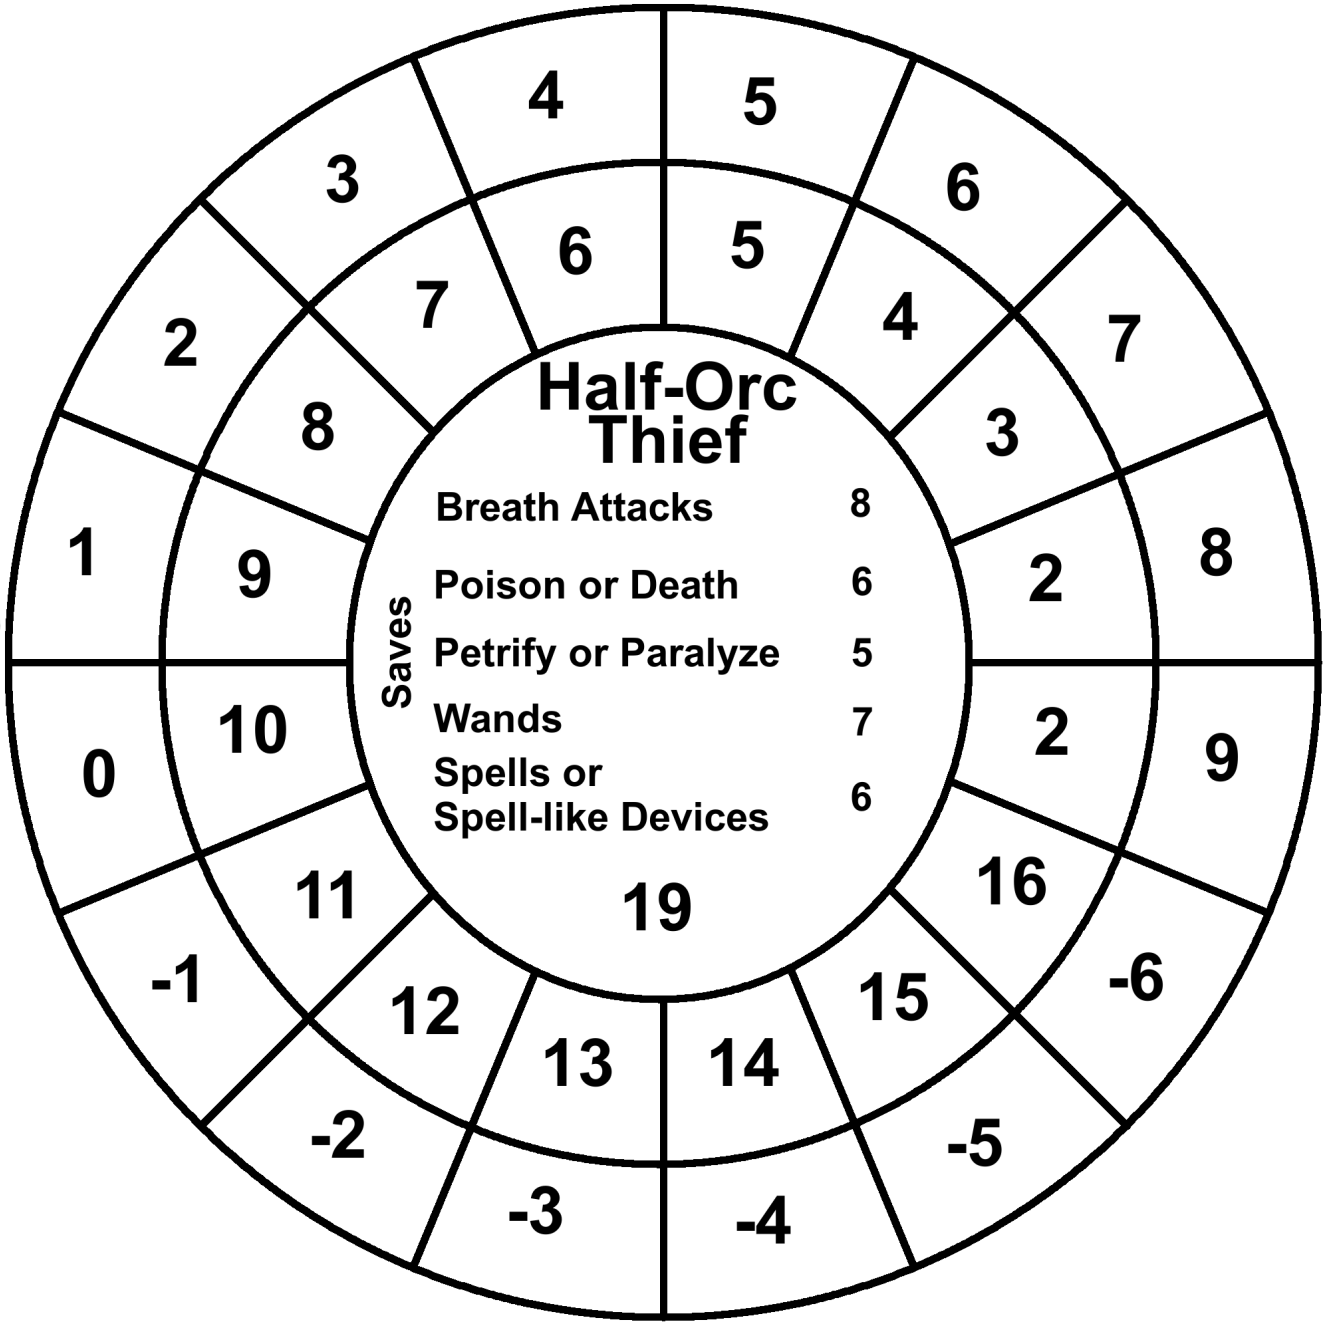 4 5
3 6
6 5
7 4
2 7
8 3
Half-Orc
Thief
Breath Attacks 8
1 9 2 8
Saves
Poison or Death 6
Petrify or Paralyze 5
Wands 7
0 10 2 9
Spells or
Spell-like Devices 6
11 19 16
-1 -6
12 15
13 14
-2 -5
-3 -4